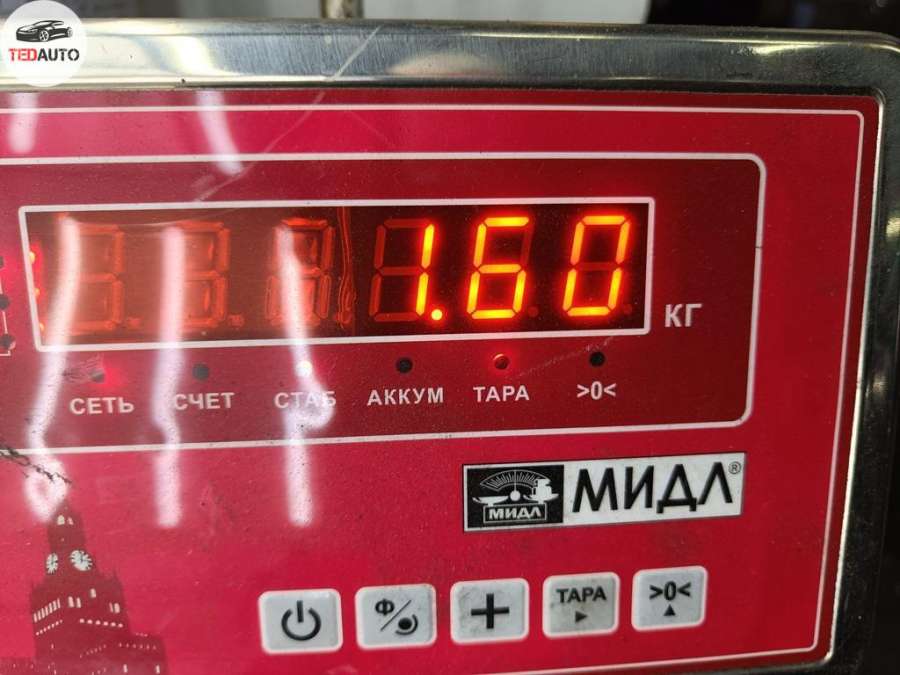 TEDAUTO
1.60
КГ
СЕТЬ СЧЕТ СТАБ АККУМ ТАРА >0<
МИДЛ МИДЛ®
Ф ТАРА >0<